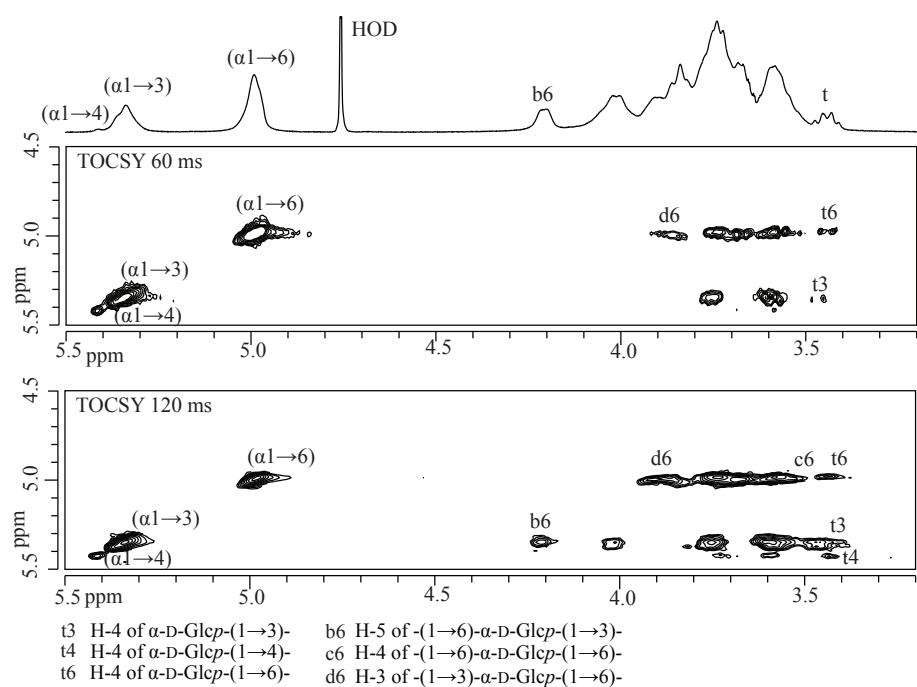 HOD
(α1→6)
(α1→3)
(α1→4)
b6
t
4.5
TOCSY 60 ms
(α1→6)
d6
t6
5.0
(α1→3)
t3
ppm
(α1→4)
5.5
5.5
ppm
5.0
4.5
4.0
3.5
4.5
TOCSY 120 ms
(α1→6)
d6
c6
t6
5.0
(α1→3)
b6
t3
ppm
(α1→4)
t4
5.5
5.5
ppm
5.0
4.5
4.0
3.5
t3 H-4 of α-D-Glcp-(1→3)-
b6 H-5 of -(1→6)-α-D-Glcp-(1→3)-
t4 H-4 of α-D-Glcp-(1→4)-
c6 H-4 of -(1→6)-α-D-Glcp-(1→6)-
t6 H-4 of α-D-Glcp-(1→6)-
d6 H-3 of -(1→3)-α-D-Glcp-(1→6)-